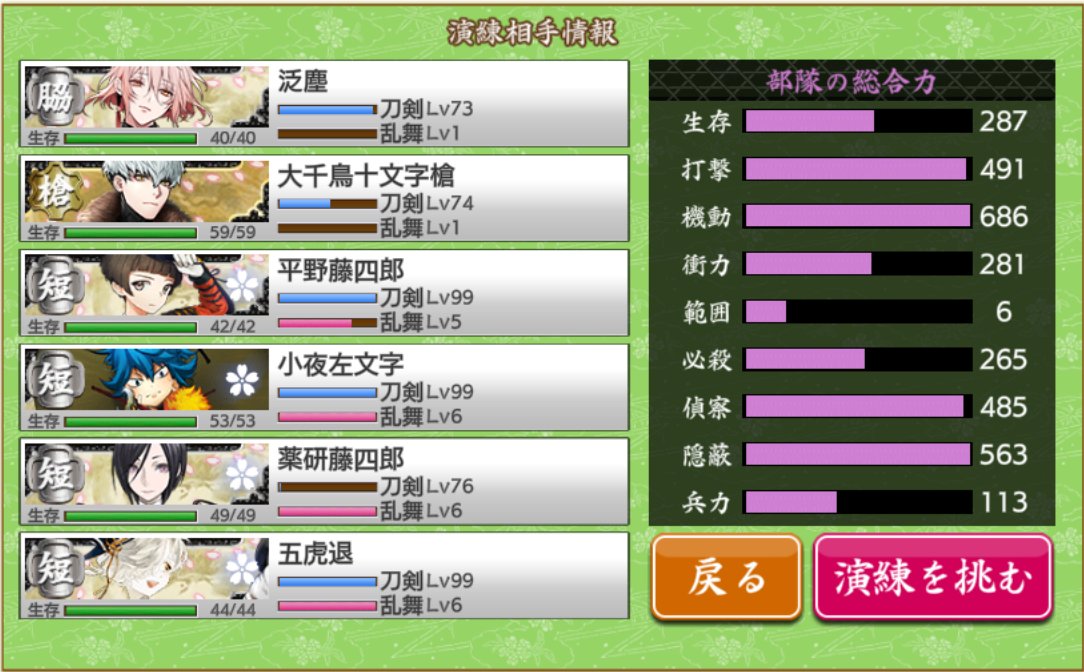 演練相手情報
脇
泛塵
刀剣Lv73
乱舞Lv1
生存 40/40
槍
大千鳥十文字槍
刀剣Lv74
乱舞Lv1
生存 59/59
短
平野藤四郎
刀剣Lv99
乱舞Lv5
生存 42/42
短
小夜左文字
刀剣Lv99
乱舞Lv6
生存 53/53
短
薬研藤四郎
刀剣Lv76
乱舞Lv6
生存 49/49
短
五虎退
刀剣Lv99
乱舞Lv6
生存 44/44
部隊の総合力
生存 287
打撃 491
機動 686
衝力 281
範囲 6
必殺 265
偵察 485
隠蔽 563
兵力 113
戻る
演練を挑む